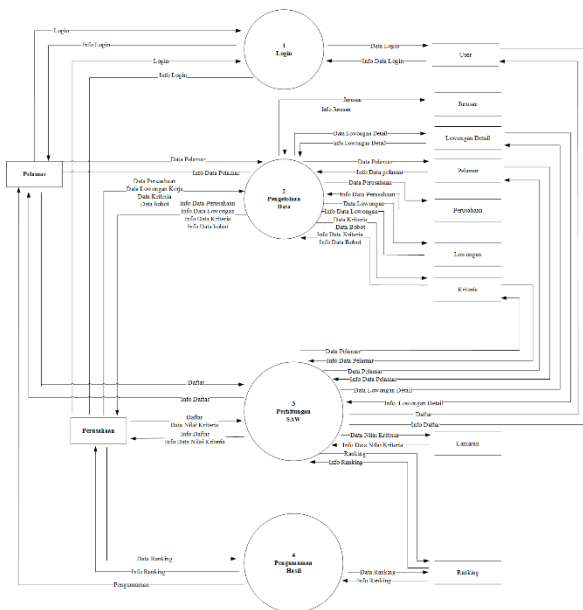 Login
Info Login
Login
Info Login
1
Login
Data Login
Info Data Login
User
Jurusan
Info Jurusan
Jurusan
Data Lowongan Detail
Info Lowongan Detail
Lowongan Detail
Pelamar
Data Pelamar
Info Data Pelamar
Data Perusahaan
Data Lowongan Kerja
Data Kriteria
Data bobot
Info Data Perusahaan
Info Data Lowongan
Info Data Kriteria
Info Data bobot
2
Pengelolaan
Data
Data Pelamar
Info Data pelamar
Pelamar
Data Perusahaan
Info Data Perusahaan
Perusahaan
Data Lowongan
Info Data Lowongan
Data Kriteria
Data Bobot
Info Data Kriteria
Info Data Bobot
Lowongan
Kriteria
Data Pelamar
Info Data Pelamar
Data Pelamar
Info Data Pelamar
Data Lowongan Detail
Info Lowongan Detail
Daftar
Info Daftar
Daftar
Info Daftar
3
Perhitungan
SAW
Perusahaan
Daftar
Data Nilai Kriteria
Info Daftar
Info Data Nilai Kriteria
Data Nilai Kriteria
Info Data Nilai Kriteria
Ranking
Info Ranking
Lamaran
4
Pengumuman
Hasil
Data Ranking
Info Ranking
Pengumuman
Data Ranking
Info Ranking
Ranking